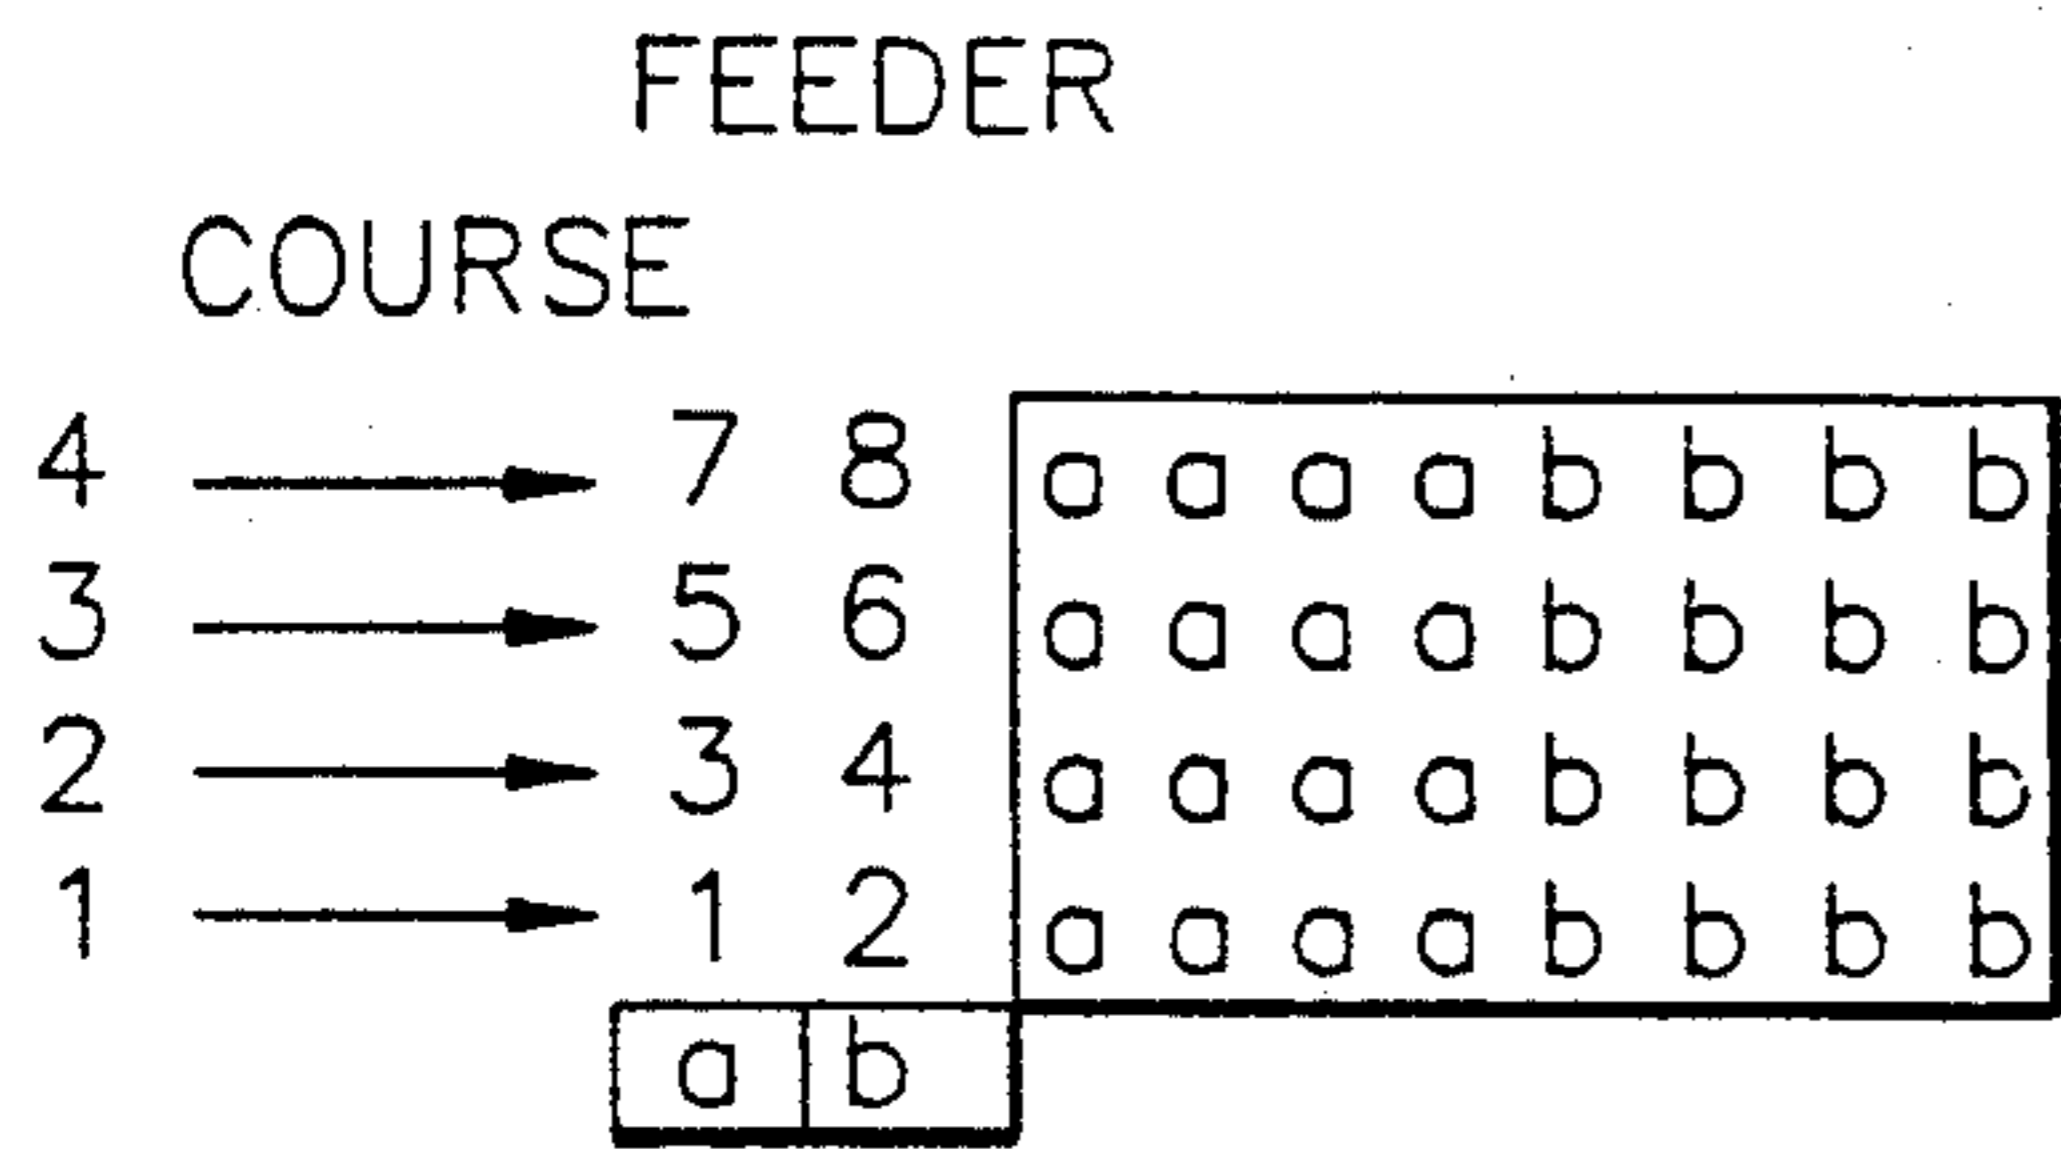 FEEDER
COURSE
4 7 8 a a a a b b b b
3 5 6 a a a a b b b b
2 3 4 a a a a b b b b
1 1 2 a a a a b b b b
a b